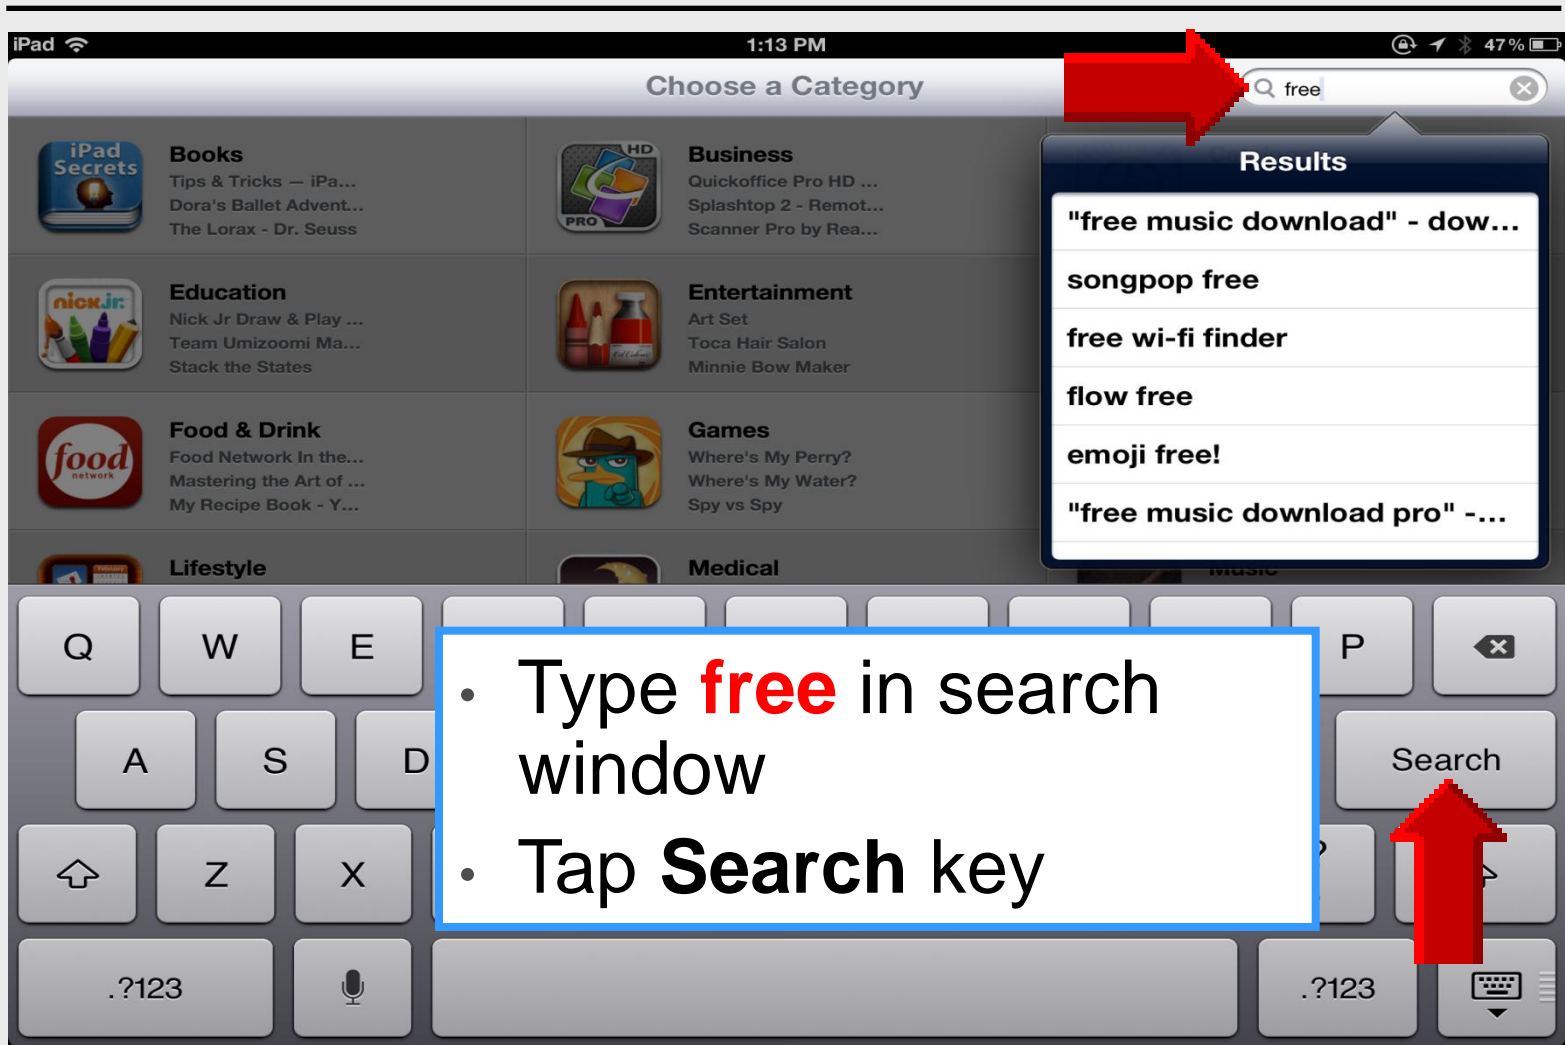 iPad
1:13 PM
47%
Choose a Category
free
iPad
Secrets
Books
Tips & Tricks — iPa...
Dora's Ballet Advent...
The Lorax - Dr. Seuss
HD
PRO
Business
Quickoffice Pro HD ...
Splashtop 2 - Remot...
Scanner Pro by Rea...
Results
"free music download" - dow...
songpop free
free wi-fi finder
flow free
emoji free!
"free music download pro" -...
nick jr.
Education
Nick Jr Draw & Play ...
Team Umizoomi Ma...
Stack the States
Entertainment
Art Set
Toca Hair Salon
Minnie Bow Maker
food
network
Food & Drink
Food Network In the...
Mastering the Art of ...
My Recipe Book - Y...
Games
Where's My Perry?
Where's My Water?
Spy vs Spy
Lifestyle
Medical
Music
Q W E P
A S D Search
Z X ?
.?123 .?123
• Type free in search
window
• Tap Search key